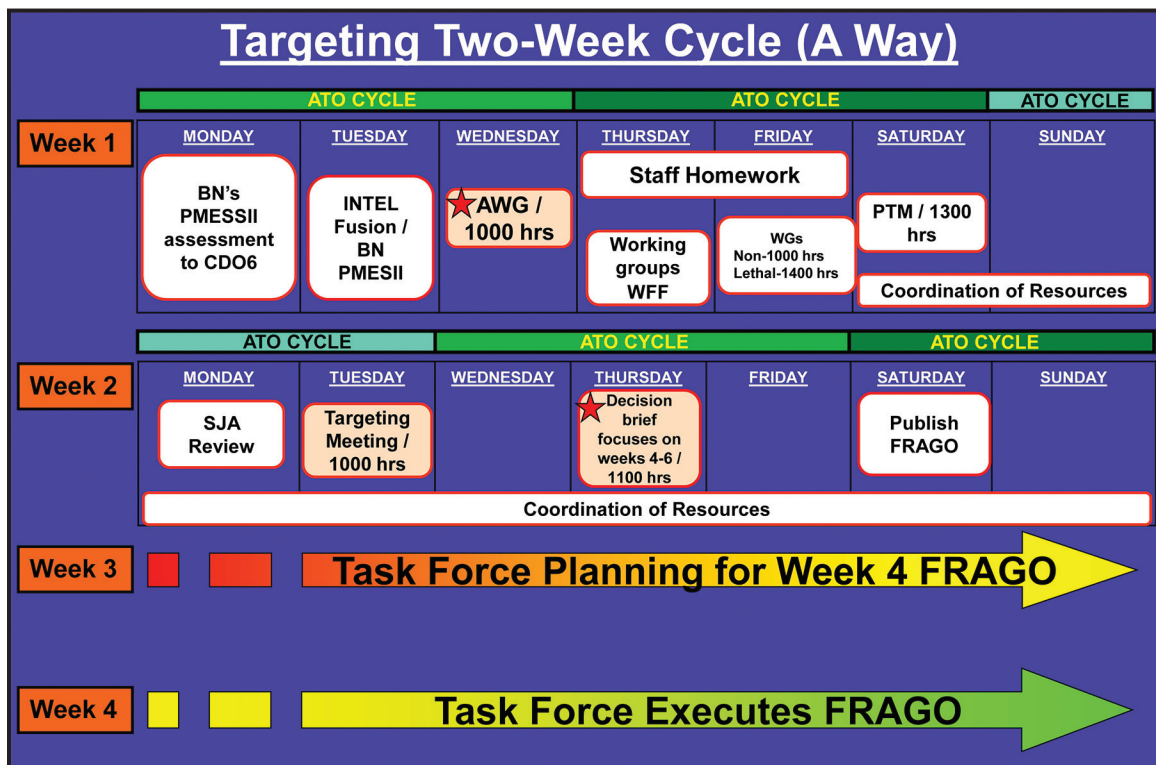 Targeting Two-Week Cycle (A Way)
ATO CYCLE
ATO CYCLE
ATO CYCLE
Week 1
MONDAY
TUESDAY
WEDNESDAY
THURSDAY
FRIDAY
SATURDAY
SUNDAY
BN's
PMESSII
assessment
to CDO6
INTEL
Fusion /
BN
PMESII
AWG /
1000 hrs
Staff Homework
Working
groups
WFF
WGs
Non-1000 hrs
Lethal-1400 hrs
PTM / 1300
hrs
Coordination of Resources
ATO CYCLE
ATO CYCLE
ATO CYCLE
Week 2
MONDAY
TUESDAY
WEDNESDAY
THURSDAY
FRIDAY
SATURDAY
SUNDAY
SJA
Review
Targeting
Meeting /
1000 hrs
Decision
brief
focuses on
weeks 4-6 /
1100 hrs
Publish
FRAGO
Coordination of Resources
Week 3
Task Force Planning for Week 4 FRAGO
Week 4
Task Force Executes FRAGO